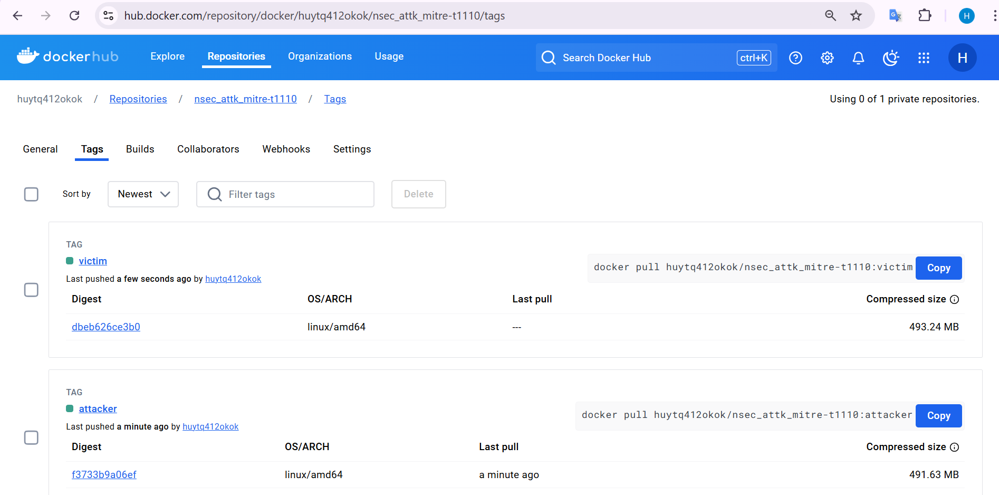 hub.docker.com/repository/docker/huytq412okok/nsec_attk_mitre-t1110/tags
H
dockerhub
Explore
Repositories
Organizations
Usage
Search Docker Hub
ctrl+K
H
huytq412okok / Repositories / nsec_attk_mitre-t1110 / Tags
Using 0 of 1 private repositories.
General
Tags
Builds
Collaborators
Webhooks
Settings
Sort by
Newest
Filter tags
Delete
TAG
victim
docker pull huytq412okok/nsec_attk_mitre-t1110:victim
Copy
Last pushed a few seconds ago by huytq412okok
Digest
OS/ARCH
Last pull
Compressed size
dbeb626ce3b0
linux/amd64
---
493.24 MB
TAG
attacker
docker pull huytq412okok/nsec_attk_mitre-t1110:attacker
Copy
Last pushed a minute ago by huytq412okok
Digest
OS/ARCH
Last pull
Compressed size
f3733b9a06ef
linux/amd64
a minute ago
491.63 MB